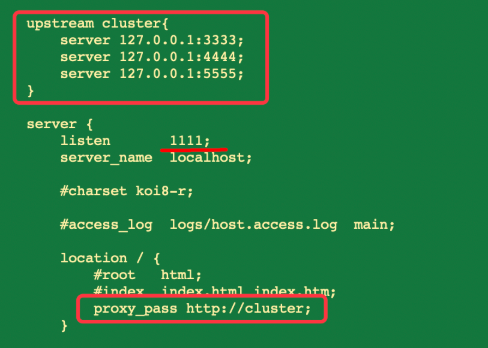 upstream cluster{
    server 127.0.0.1:3333;
    server 127.0.0.1:4444;
    server 127.0.0.1:5555;
}
server {
    listen       1111;
    server_name  localhost;
    #charset koi8-r;
    #access_log  logs/host.access.log  main;
    location / {
        #root   html;
        #index  index.html index.htm;
        proxy_pass http://cluster;
    }